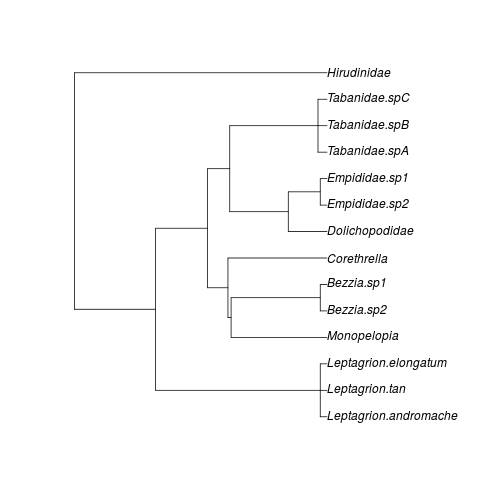 Hirudinidae
Tabanidae.spC
Tabanidae.spB
Tabanidae.spA
Empididae.sp1
Empididae.sp2
Dolichopodidae
Corethrella
Bezzia.sp1
Bezzia.sp2
Monopelopia
Leptagrion.elongatum
Leptagrion.tan
Leptagrion.andromache